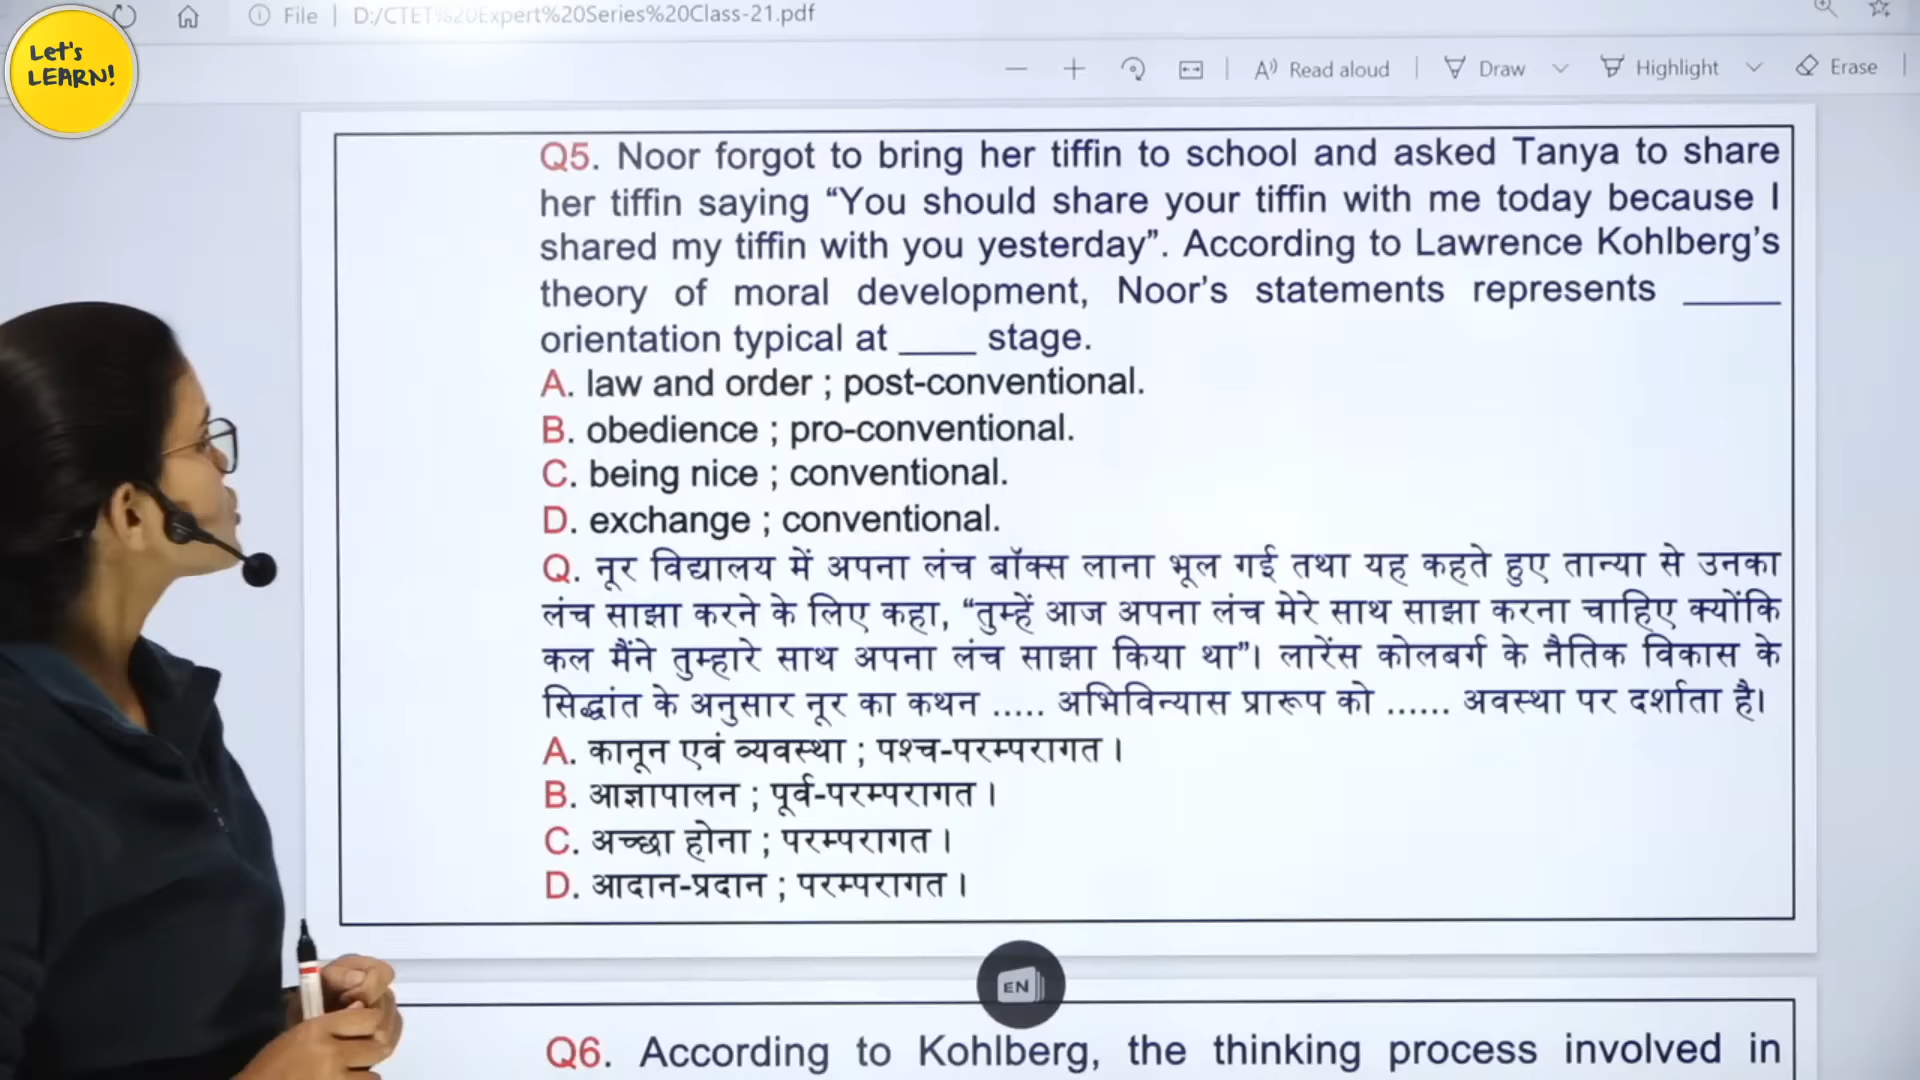 Let's
LEARN!
File | D:/CTET%20Expert%20Series%20Class-21.pdf
Read aloud
Draw
Highlight
Erase
Q5. Noor forgot to bring her tiffin to school and asked Tanya to share
her tiffin saying “You should share your tiffin with me today because I
shared my tiffin with you yesterday”. According to Lawrence Kohlberg’s
theory of moral development, Noor’s statements represents _____
orientation typical at ____ stage.
A. law and order ; post-conventional.
B. obedience ; pro-conventional.
C. being nice ; conventional.
D. exchange ; conventional.
Q. नूर विद्यालय में अपना लंच बॉक्स लाना भूल गई तथा यह कहते हुए तान्या से उनका
लंच साझा करने के लिए कहा, “तुम्हें आज अपना लंच मेरे साथ साझा करना चाहिए क्योंकि
कल मैंने तुम्हारे साथ अपना लंच साझा किया था”। लारेंस कोलबर्ग के नैतिक विकास के
सिद्धांत के अनुसार नूर का कथन ..... अभिविन्यास प्रारूप को ...... अवस्था पर दर्शाता है।
A. कानून एवं व्यवस्था ; पश्च-परम्परागत ।
B. आज्ञापालन ; पूर्व-परम्परागत ।
C. अच्छा होना ; परम्परागत ।
D. आदान-प्रदान ; परम्परागत ।
EN
Q6. According to Kohlberg, the thinking process involved in